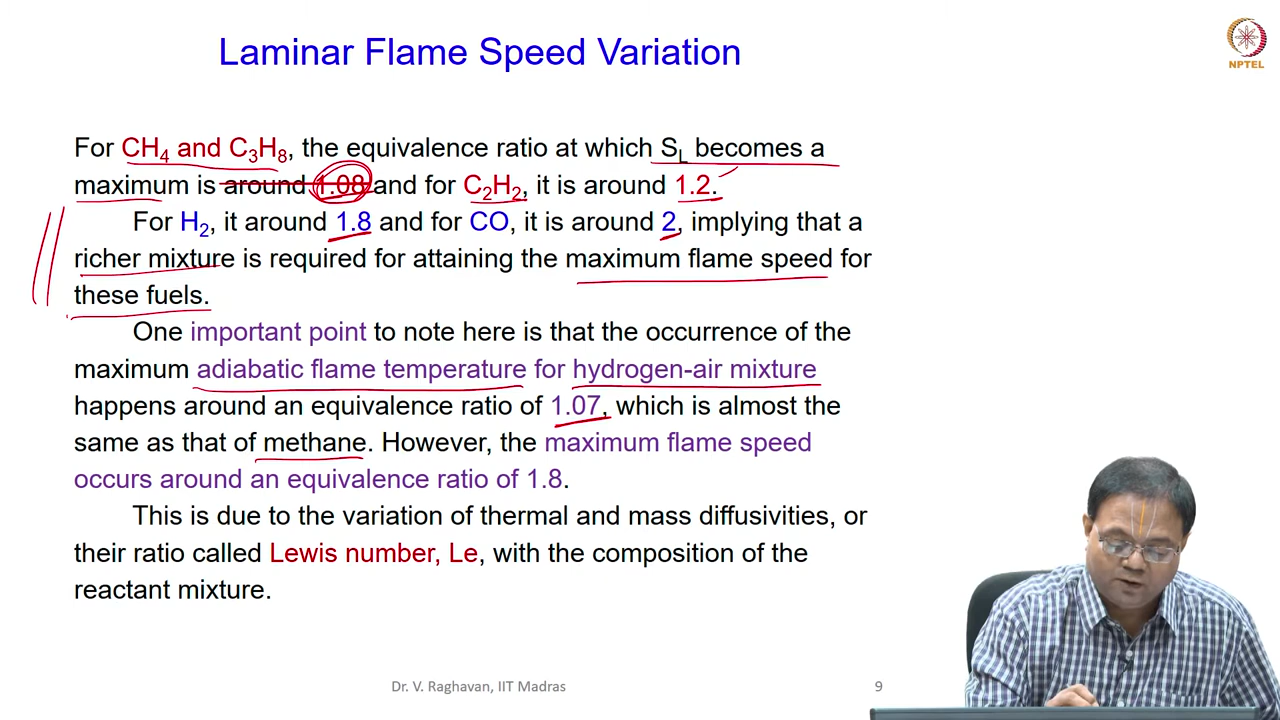 Laminar Flame Speed Variation
NPTEL
For CH₄ and C₃H₈, the equivalence ratio at which S_L becomes a
maximum is around 1.08 and for C₂H₂, it is around 1.2.
For H₂, it around 1.8 and for CO, it is around 2, implying that a
richer mixture is required for attaining the maximum flame speed for
these fuels.
One important point to note here is that the occurrence of the
maximum adiabatic flame temperature for hydrogen-air mixture
happens around an equivalence ratio of 1.07, which is almost the
same as that of methane. However, the maximum flame speed
occurs around an equivalence ratio of 1.8.
This is due to the variation of thermal and mass diffusivities, or
their ratio called Lewis number, Le, with the composition of the
reactant mixture.
Dr. V. Raghavan, IIT Madras
9